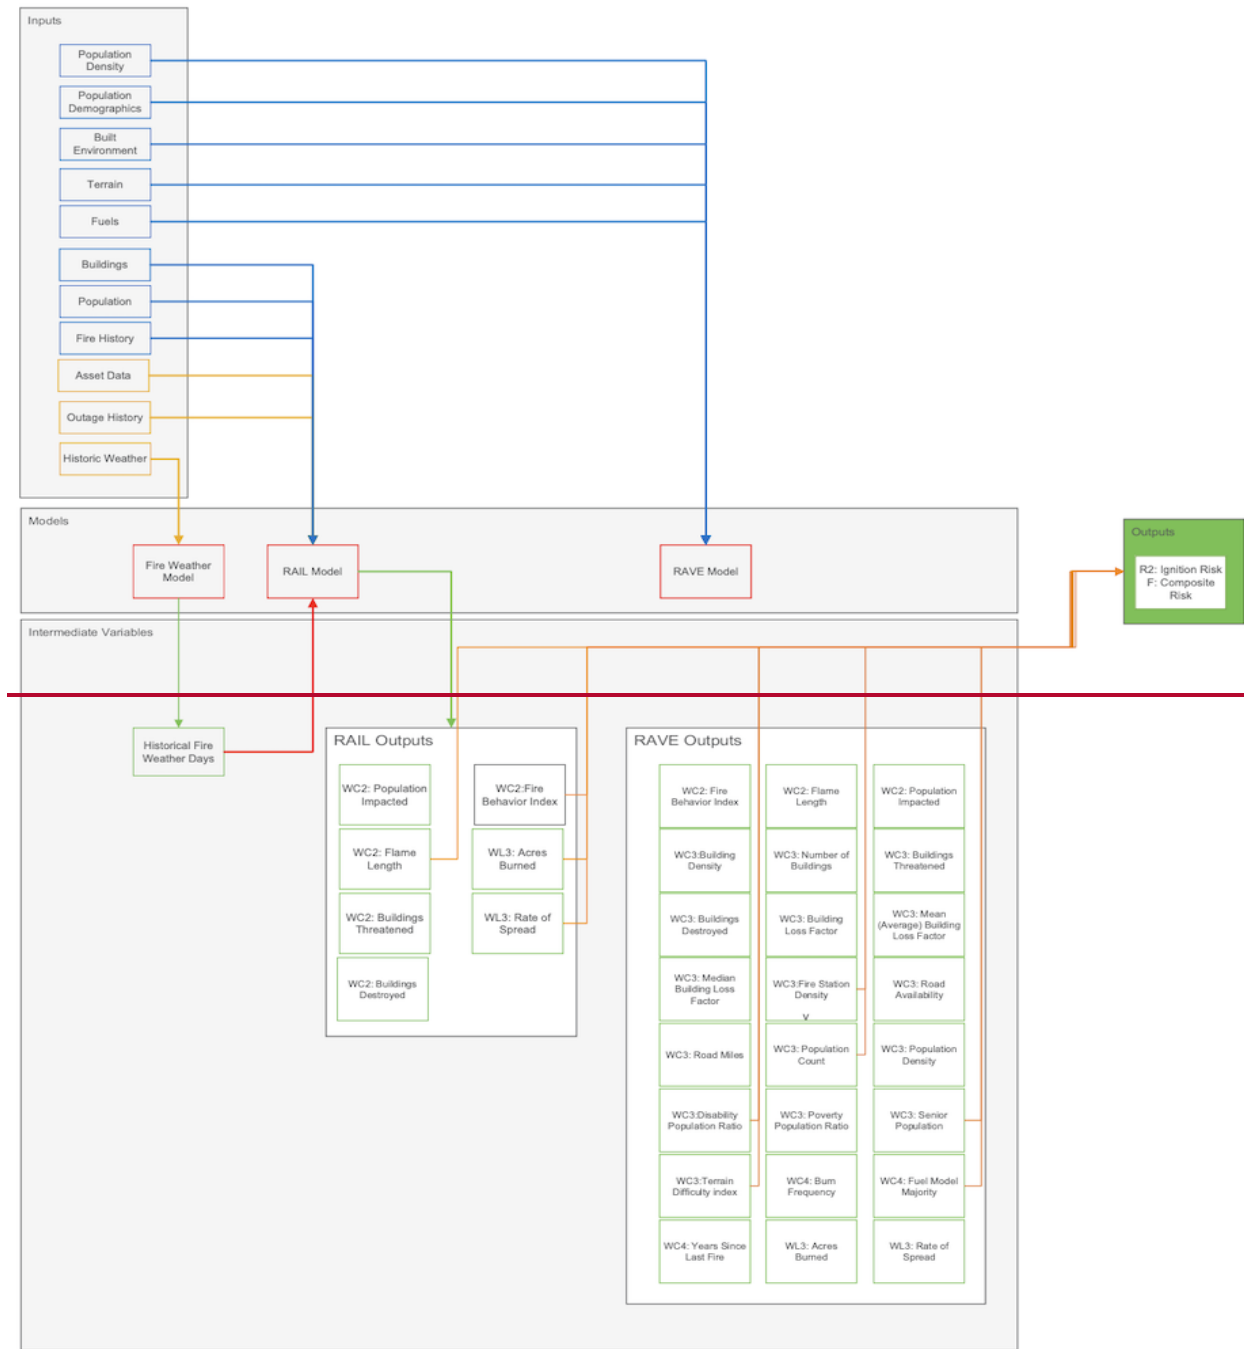 Inputs
Population
Density
Population
Demographics
Built
Environment
Terrain
Fuels
Buildings
Population
Fire History
Asset Data
Outage History
Historic Weather
Models
Fire Weather
Model
RAIL Model
RAVE Model
Outputs
R2: Ignition Risk
F: Composite
Risk
Intermediate Variables
Historical Fire
Weather Days
RAIL Outputs
WC2: Population
Impacted
WC2:Fire
Behavior Index
WC2: Flame
Length
WL3: Acres
Burned
WC2: Buildings
Threatened
WL3: Rate of
Spread
WC2: Buildings
Destroyed
RAVE Outputs
WC2: Fire
Behavior Index
WC2: Flame
Length
WC2: Population
Impacted
WC3:Building
Density
WC3: Number of
Buildings
WC3: Buildings
Threatened
WC3: Buildings
Destroyed
WC3: Building
Loss Factor
WC3: Mean
(Average) Building
Loss Factor
WC3: Median
Building Loss
Factor
WC3:Fire Station
Density
v
WC3: Road
Availability
WC3: Road Miles
WC3: Population
Count
WC3: Population
Density
WC3:Disability
Population Ratio
WC3: Poverty
Population Ratio
WC3: Senior
Population
WC3:Terrain
Difficulty index
WC4: Burn
Frequency
WC4: Fuel Model
Majority
WC4: Years Since
Last Fire
WL3: Acres
Burned
WL3: Rate of
Spread